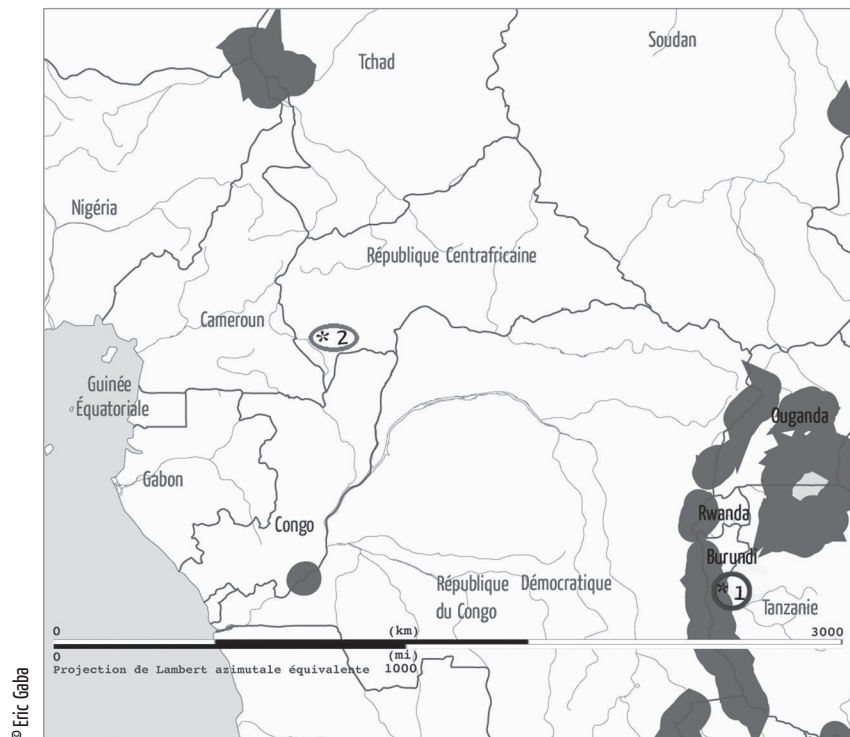 Tchad
Soudan
Nigéria
République Centrafricaine
Cameroun
* 2
Guinée
Équatoriale
Ouganda
Gabon
Congo
Rwanda
Burundi
République Démocratique
du Congo
* 1
Tanzanie
0 (km) 3000
0 (mi)
Projection de Lambert azimutale équivalente 1000
© Eric Gaba